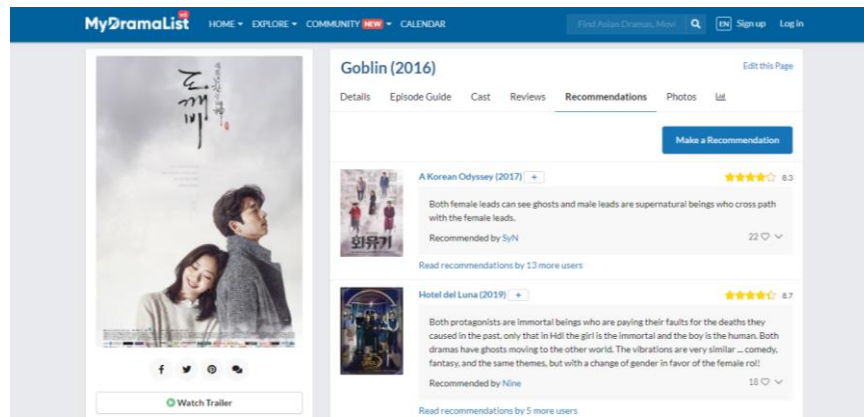 MyDramaList
HOME EXPLORE COMMUNITY NEW CALENDAR
Find Asian Dramas, Movi
EN Sign up Log in
도깨비
Goblin (2016)
Edit this Page
Details Episode Guide Cast Reviews Recommendations Photos
Make a Recommendation
화유기
A Korean Odyssey (2017) +
8.3
Both female leads can see ghosts and male leads are supernatural beings who cross path
with the female leads.
Recommended by SyN
22
Read recommendations by 13 more users
Hotel del Luna (2019) +
8.7
Both protagonists are immortal beings who are paying their faults for the deaths they
caused in the past, only that in Hdl the girl is the immortal and the boy is the human. Both
dramas have ghosts moving to the other world. The vibrations are very similar ... comedy,
fantasy, and the same themes, but with a change of gender in favor of the female rol!
Recommended by Nine
18
Read recommendations by 5 more users
Watch Trailer